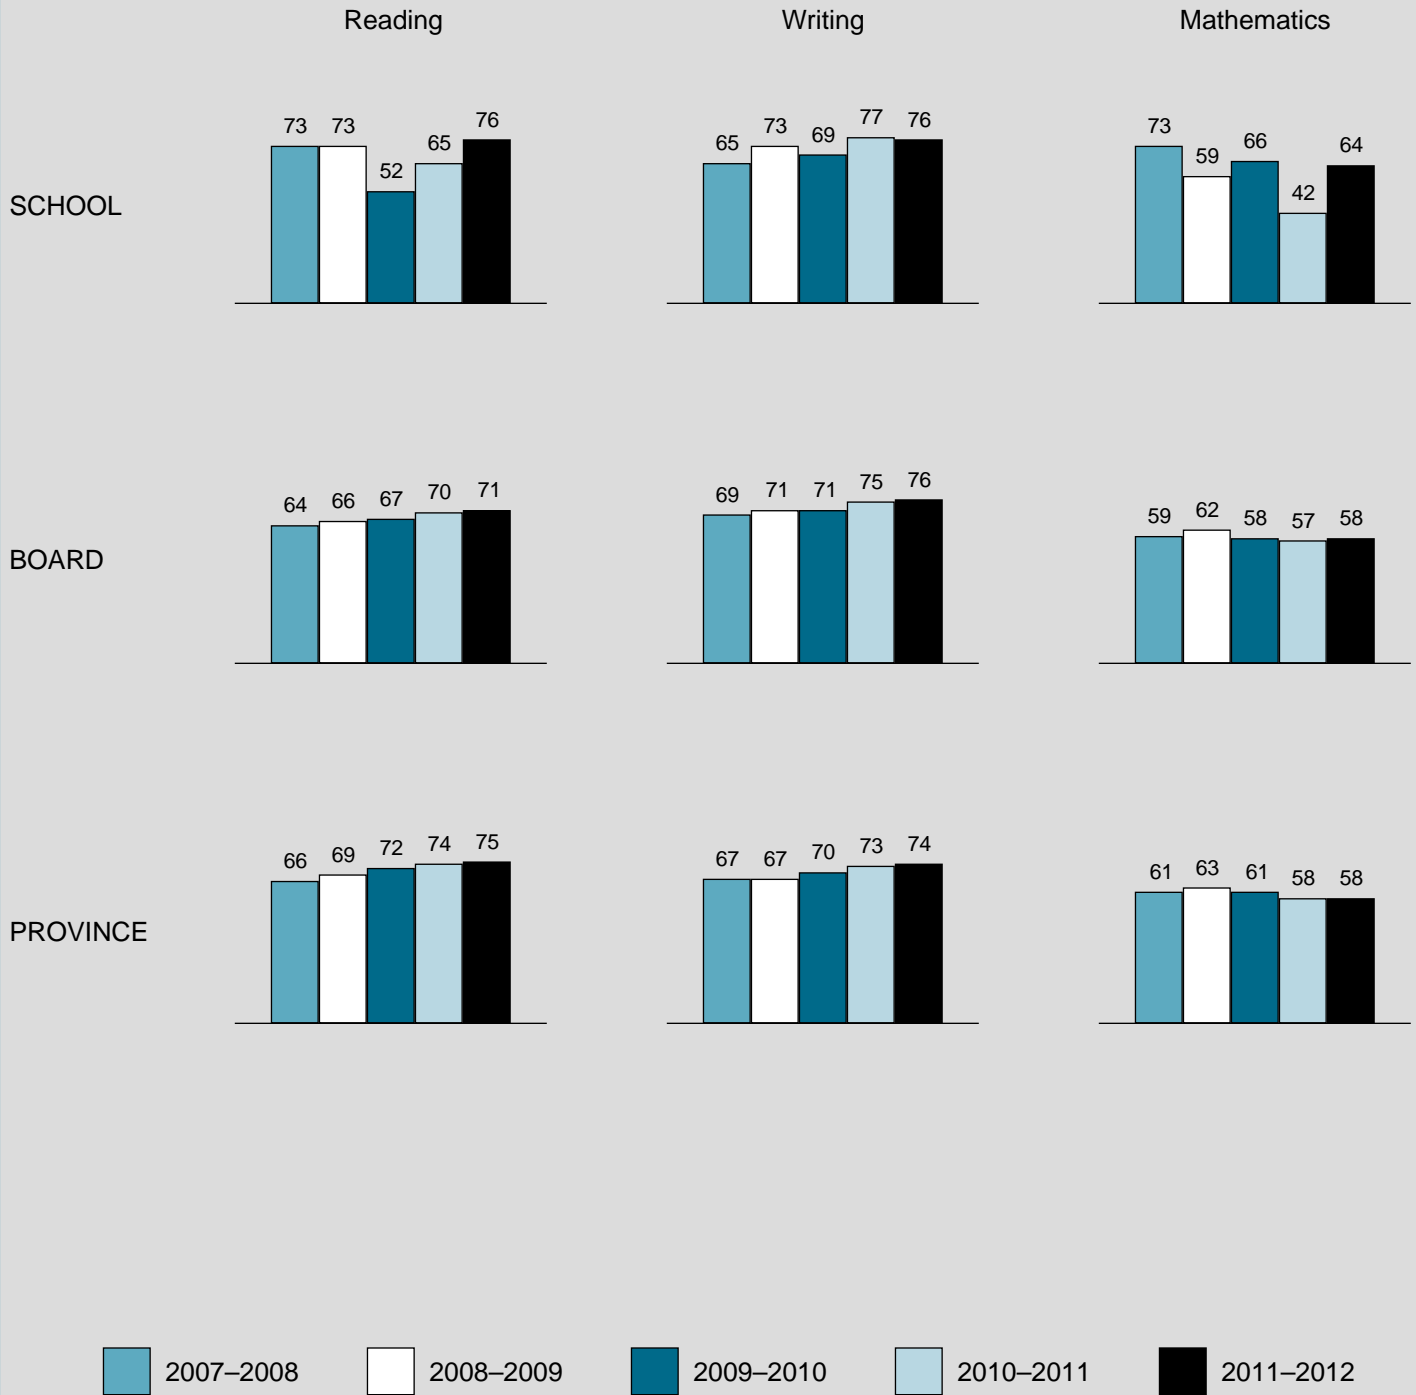 Reading Writing Mathematics
SCHOOL
73 73 52 65 76
65 73 69 77 76
73 59 66 42 64
BOARD
64 66 67 70 71
69 71 71 75 76
59 62 58 57 58
PROVINCE
66 69 72 74 75
67 67 70 73 74
61 63 61 58 58
2007–2008 2008–2009 2009–2010 2010–2011 2011–2012